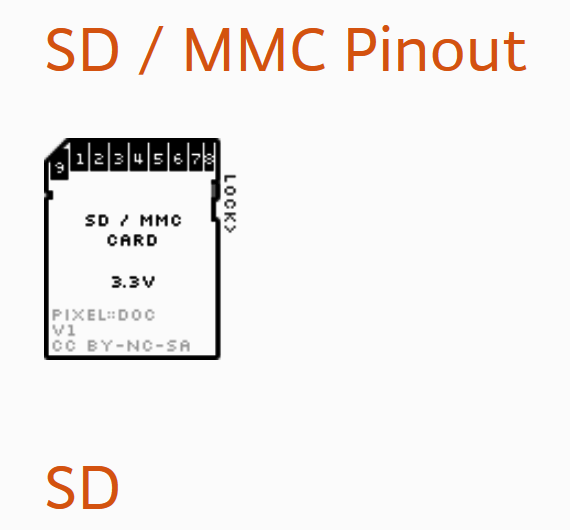 SD / MMC Pinout
9 1 2 3 4 5 6 7 8
LOCK>
SD / MMC
CARD
3.3V
PIXEL::DOC
V1
CC BY-NC-SA
SD